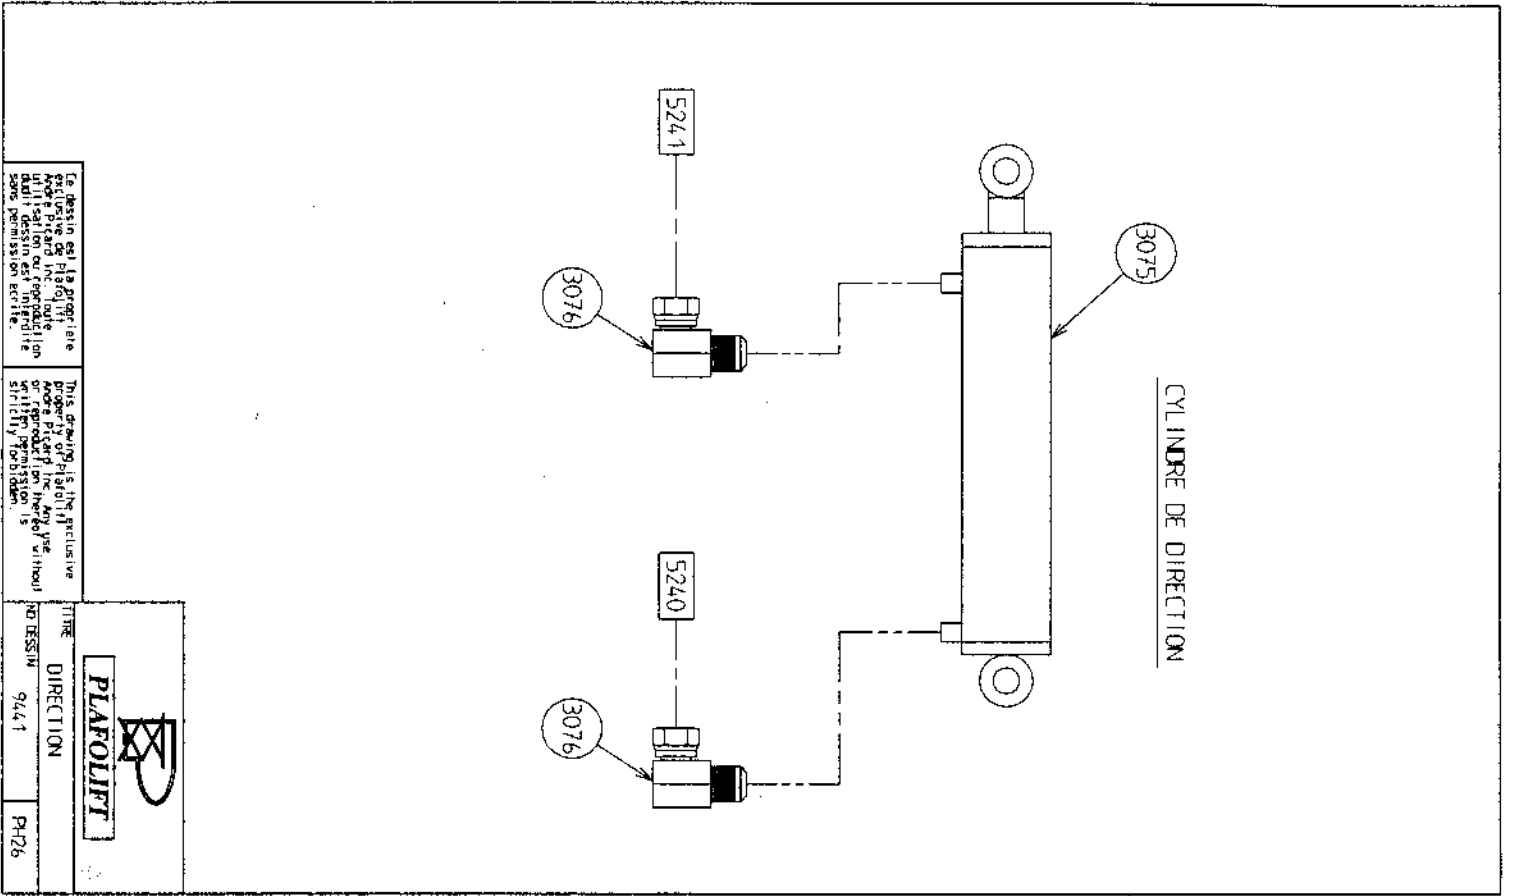 CYLINDRE DE DIRECTION
3075
5241
3076
5240
3076
Ce dessin est la propriete
exclusive de Plafolift
Andre Picard inc. Toute
utilisation ou reproduction
dudit dessin est interdite
sans permission ecrite.
This drawing is the exclusive
property of Plafolift
Andre Picard inc. Any use
or reproduction thereof without
written permission is
strictly forbidden.
PLAFOLIFT
TITRE
DIRECTION
NO DESSIN
9441
PH26